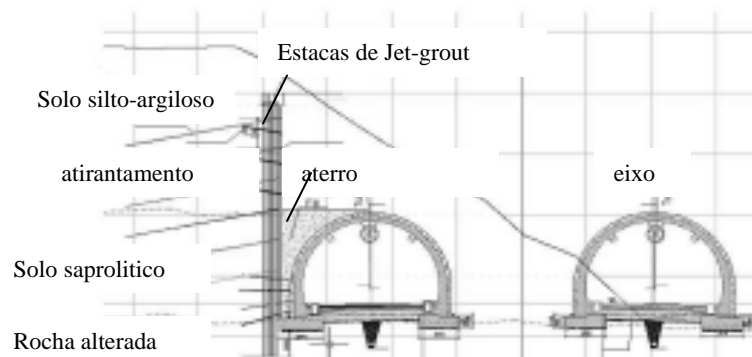 Estacas de Jet-grout
Solo silto-argiloso
atirantamento
aterro
eixo
Solo saprolitico
Rocha alterada